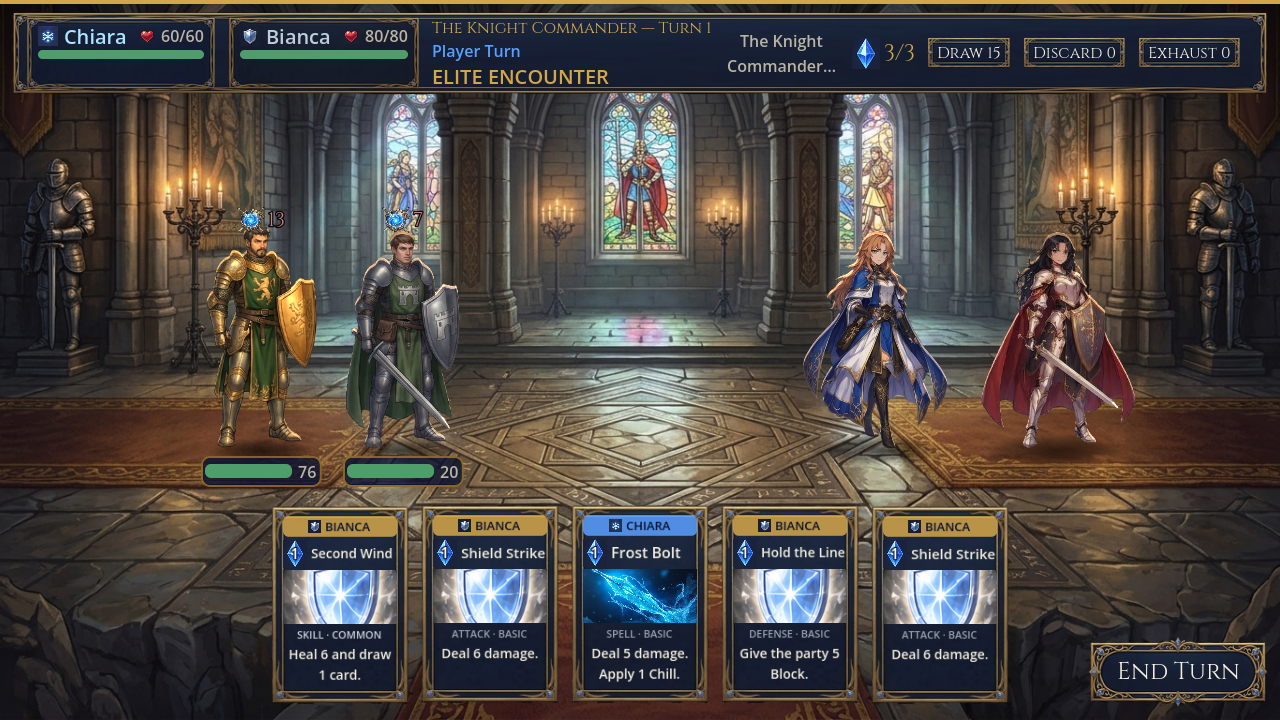 Chiara 60/60
Bianca 80/80
THE KNIGHT COMMANDER — TURN 1
Player Turn
ELITE ENCOUNTER
The Knight
Commander...
3/3
DRAW 15
DISCARD 0
EXHAUST 0
13
7
76
20
BIANCA
1 Second Wind
SKILL · COMMON
Heal 6 and draw
1 card.
BIANCA
1 Shield Strike
ATTACK · BASIC
Deal 6 damage.
CHIARA
1 Frost Bolt
SPELL · BASIC
Deal 5 damage.
Apply 1 Chill.
BIANCA
1 Hold the Line
DEFENSE · BASIC
Give the party 5
Block.
BIANCA
1 Shield Strike
ATTACK · BASIC
Deal 6 damage.
END TURN